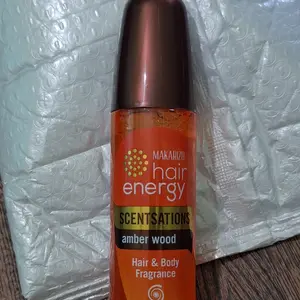 MAKARIZO
hair
energy
SCENTSATIONS
amber wood
Hair & Body
Fragrance